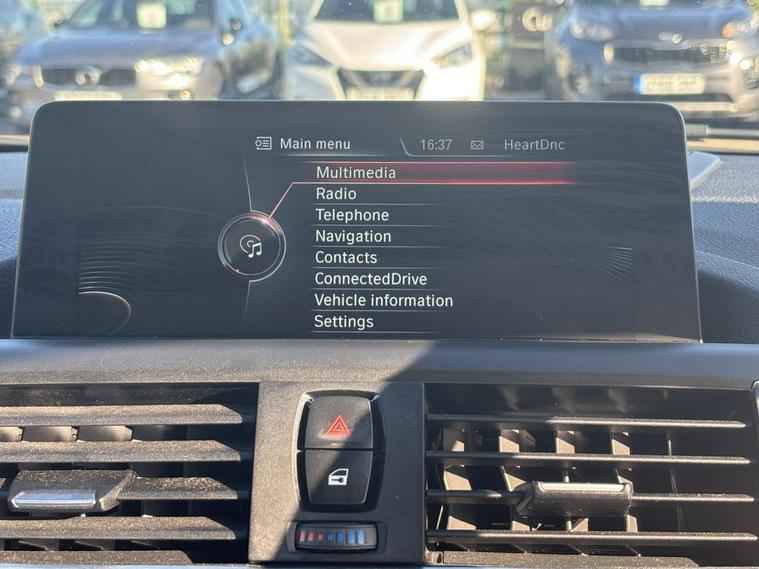 Main menu 16:37 HeartDnc
Multimedia
Radio
Telephone
Navigation
Contacts
ConnectedDrive
Vehicle information
Settings